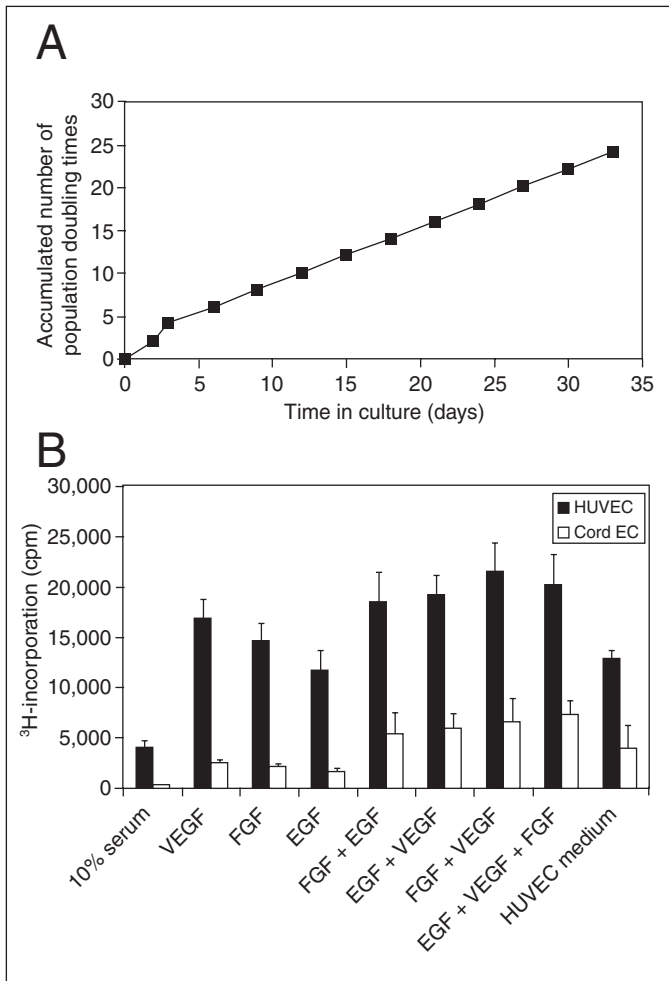 A
Accumulated number of
population doubling times
30
25
20
15
10
5
0
0 5 10 15 20 25 30 35
Time in culture (days)
B
³H-incorporation (cpm)
30,000
25,000
20,000
15,000
10,000
5,000
0
HUVEC
Cord EC
10% serum
VEGF
FGF
EGF
FGF + EGF
EGF + VEGF
FGF + VEGF
EGF + VEGF + FGF
HUVEC medium